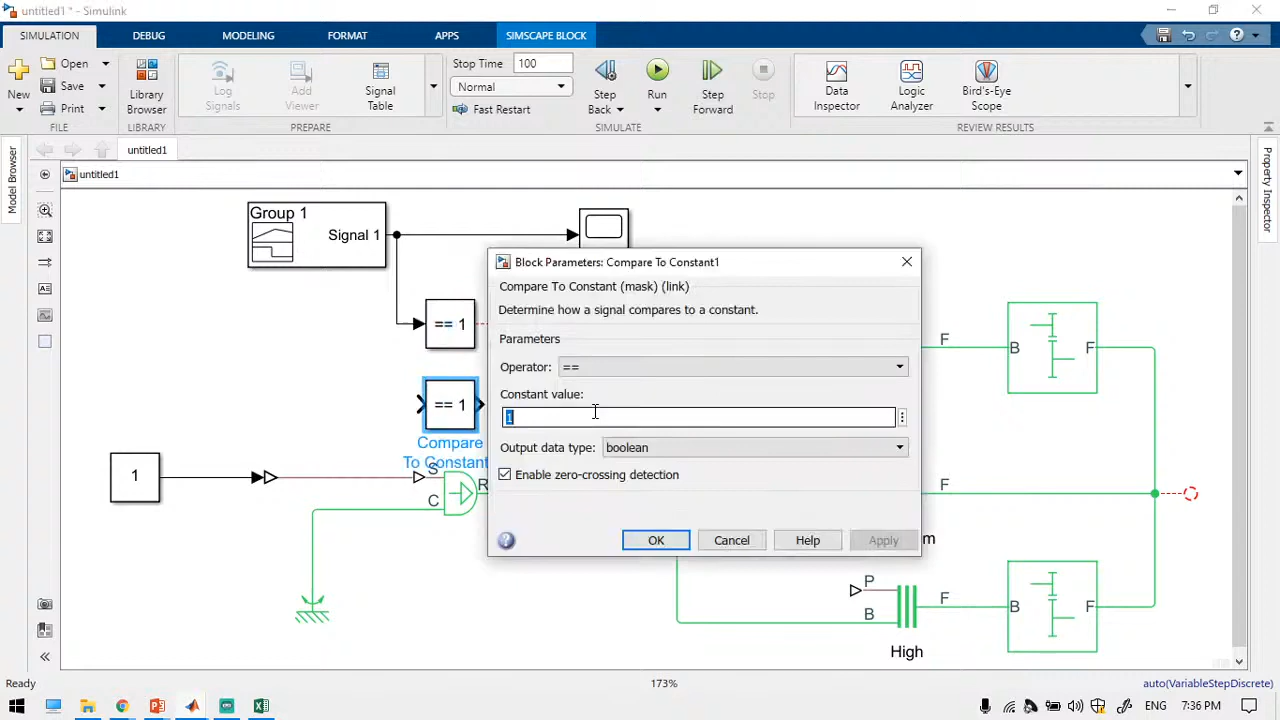 untitled1 * - Simulink
SIMULATION
DEBUG
MODELING
FORMAT
APPS
SIMSCAPE BLOCK
New
Open
Save
Print
FILE
Library Browser
LIBRARY
Log Signals
Add Viewer
Signal Table
PREPARE
Stop Time 100
Normal
Fast Restart
Step Back
Run
Step Forward
Stop
SIMULATE
Data Inspector
Logic Analyzer
Bird's-Eye Scope
REVIEW RESULTS
untitled1
untitled1
Model Browser
Property Inspector
Group 1
Signal 1
== 1
== 1
Compare
To Constant
1
S
C
R
Block Parameters: Compare To Constant1
Compare To Constant (mask) (link)
Determine how a signal compares to a constant.
Parameters
Operator: ==
Constant value:
1
Output data type: boolean
Enable zero-crossing detection
OK
Cancel
Help
Apply
F
B
F
F
m
P
B
F
B
F
High
Ready
173%
auto(VariableStepDiscrete)
ENG
7:36 PM